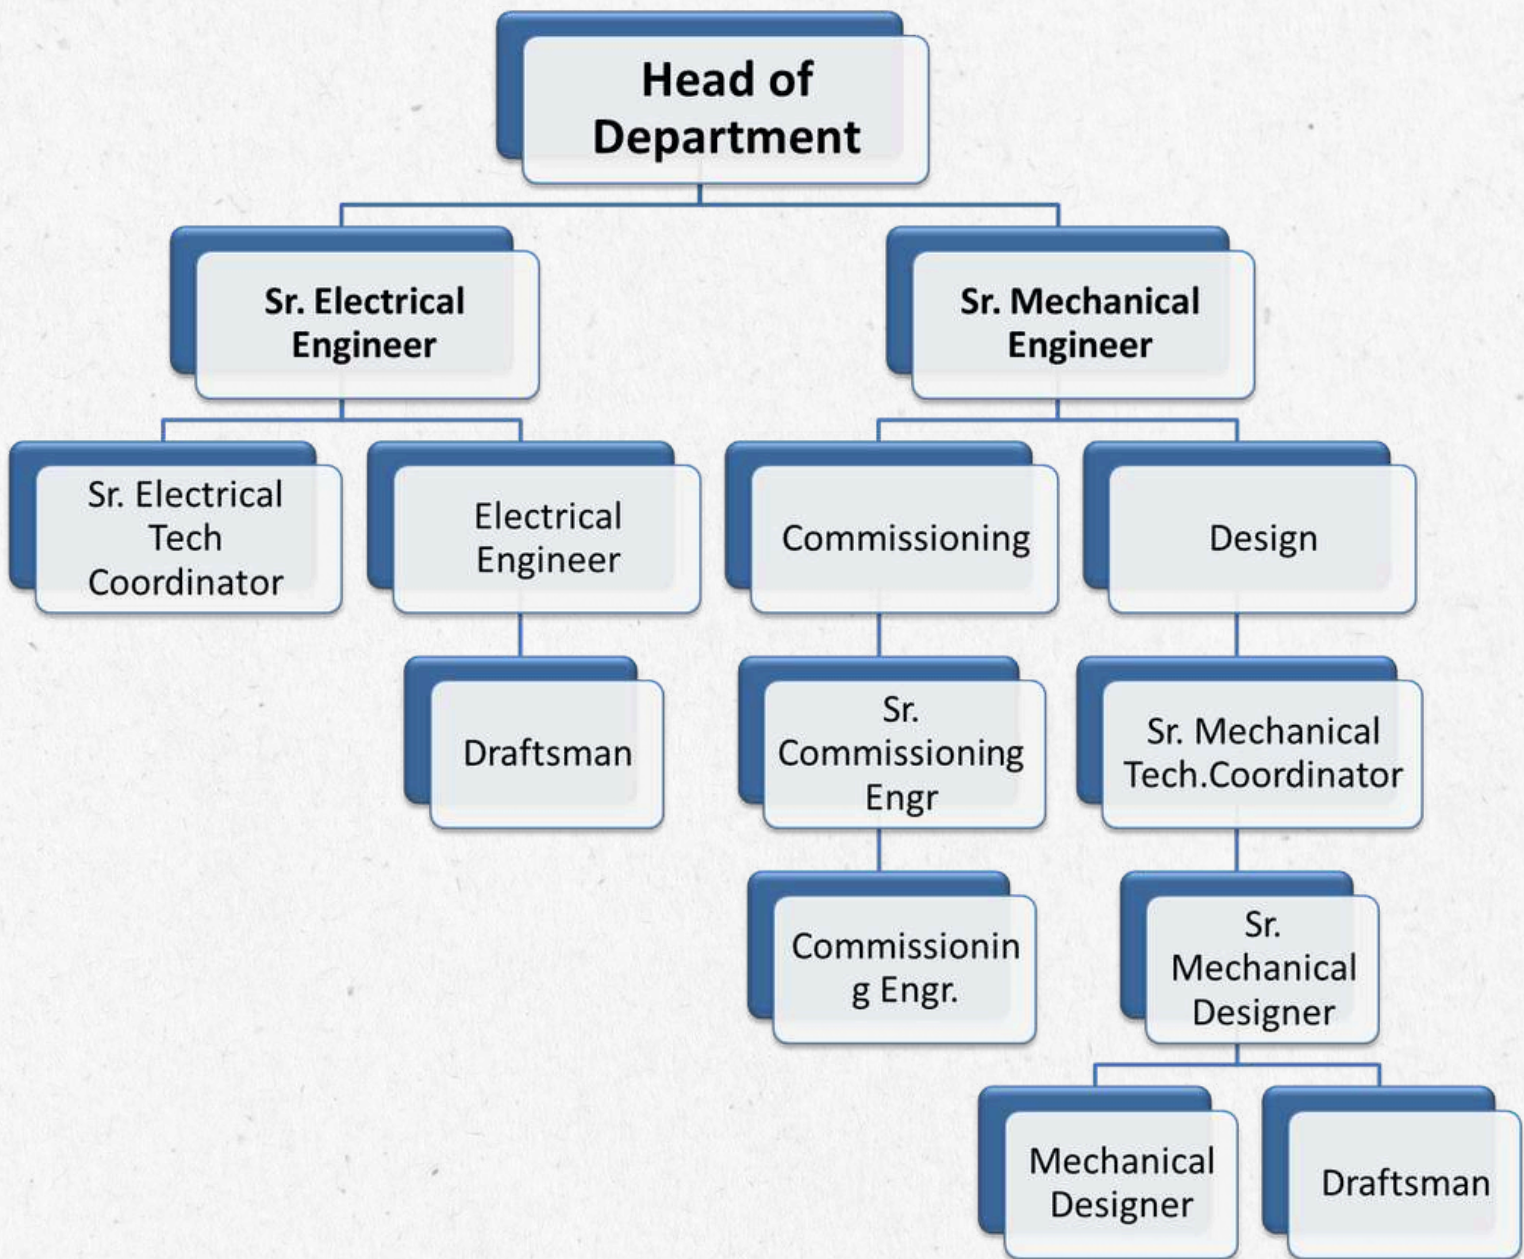 Head of
Department
Sr. Electrical
Engineer
Sr. Mechanical
Engineer
Sr. Electrical
Tech
Coordinator
Electrical
Engineer
Commissioning
Design
Draftsman
Sr.
Commissioning
Engr
Sr. Mechanical
Tech.Coordinator
Commissionin
g Engr.
Sr.
Mechanical
Designer
Mechanical
Designer
Draftsman